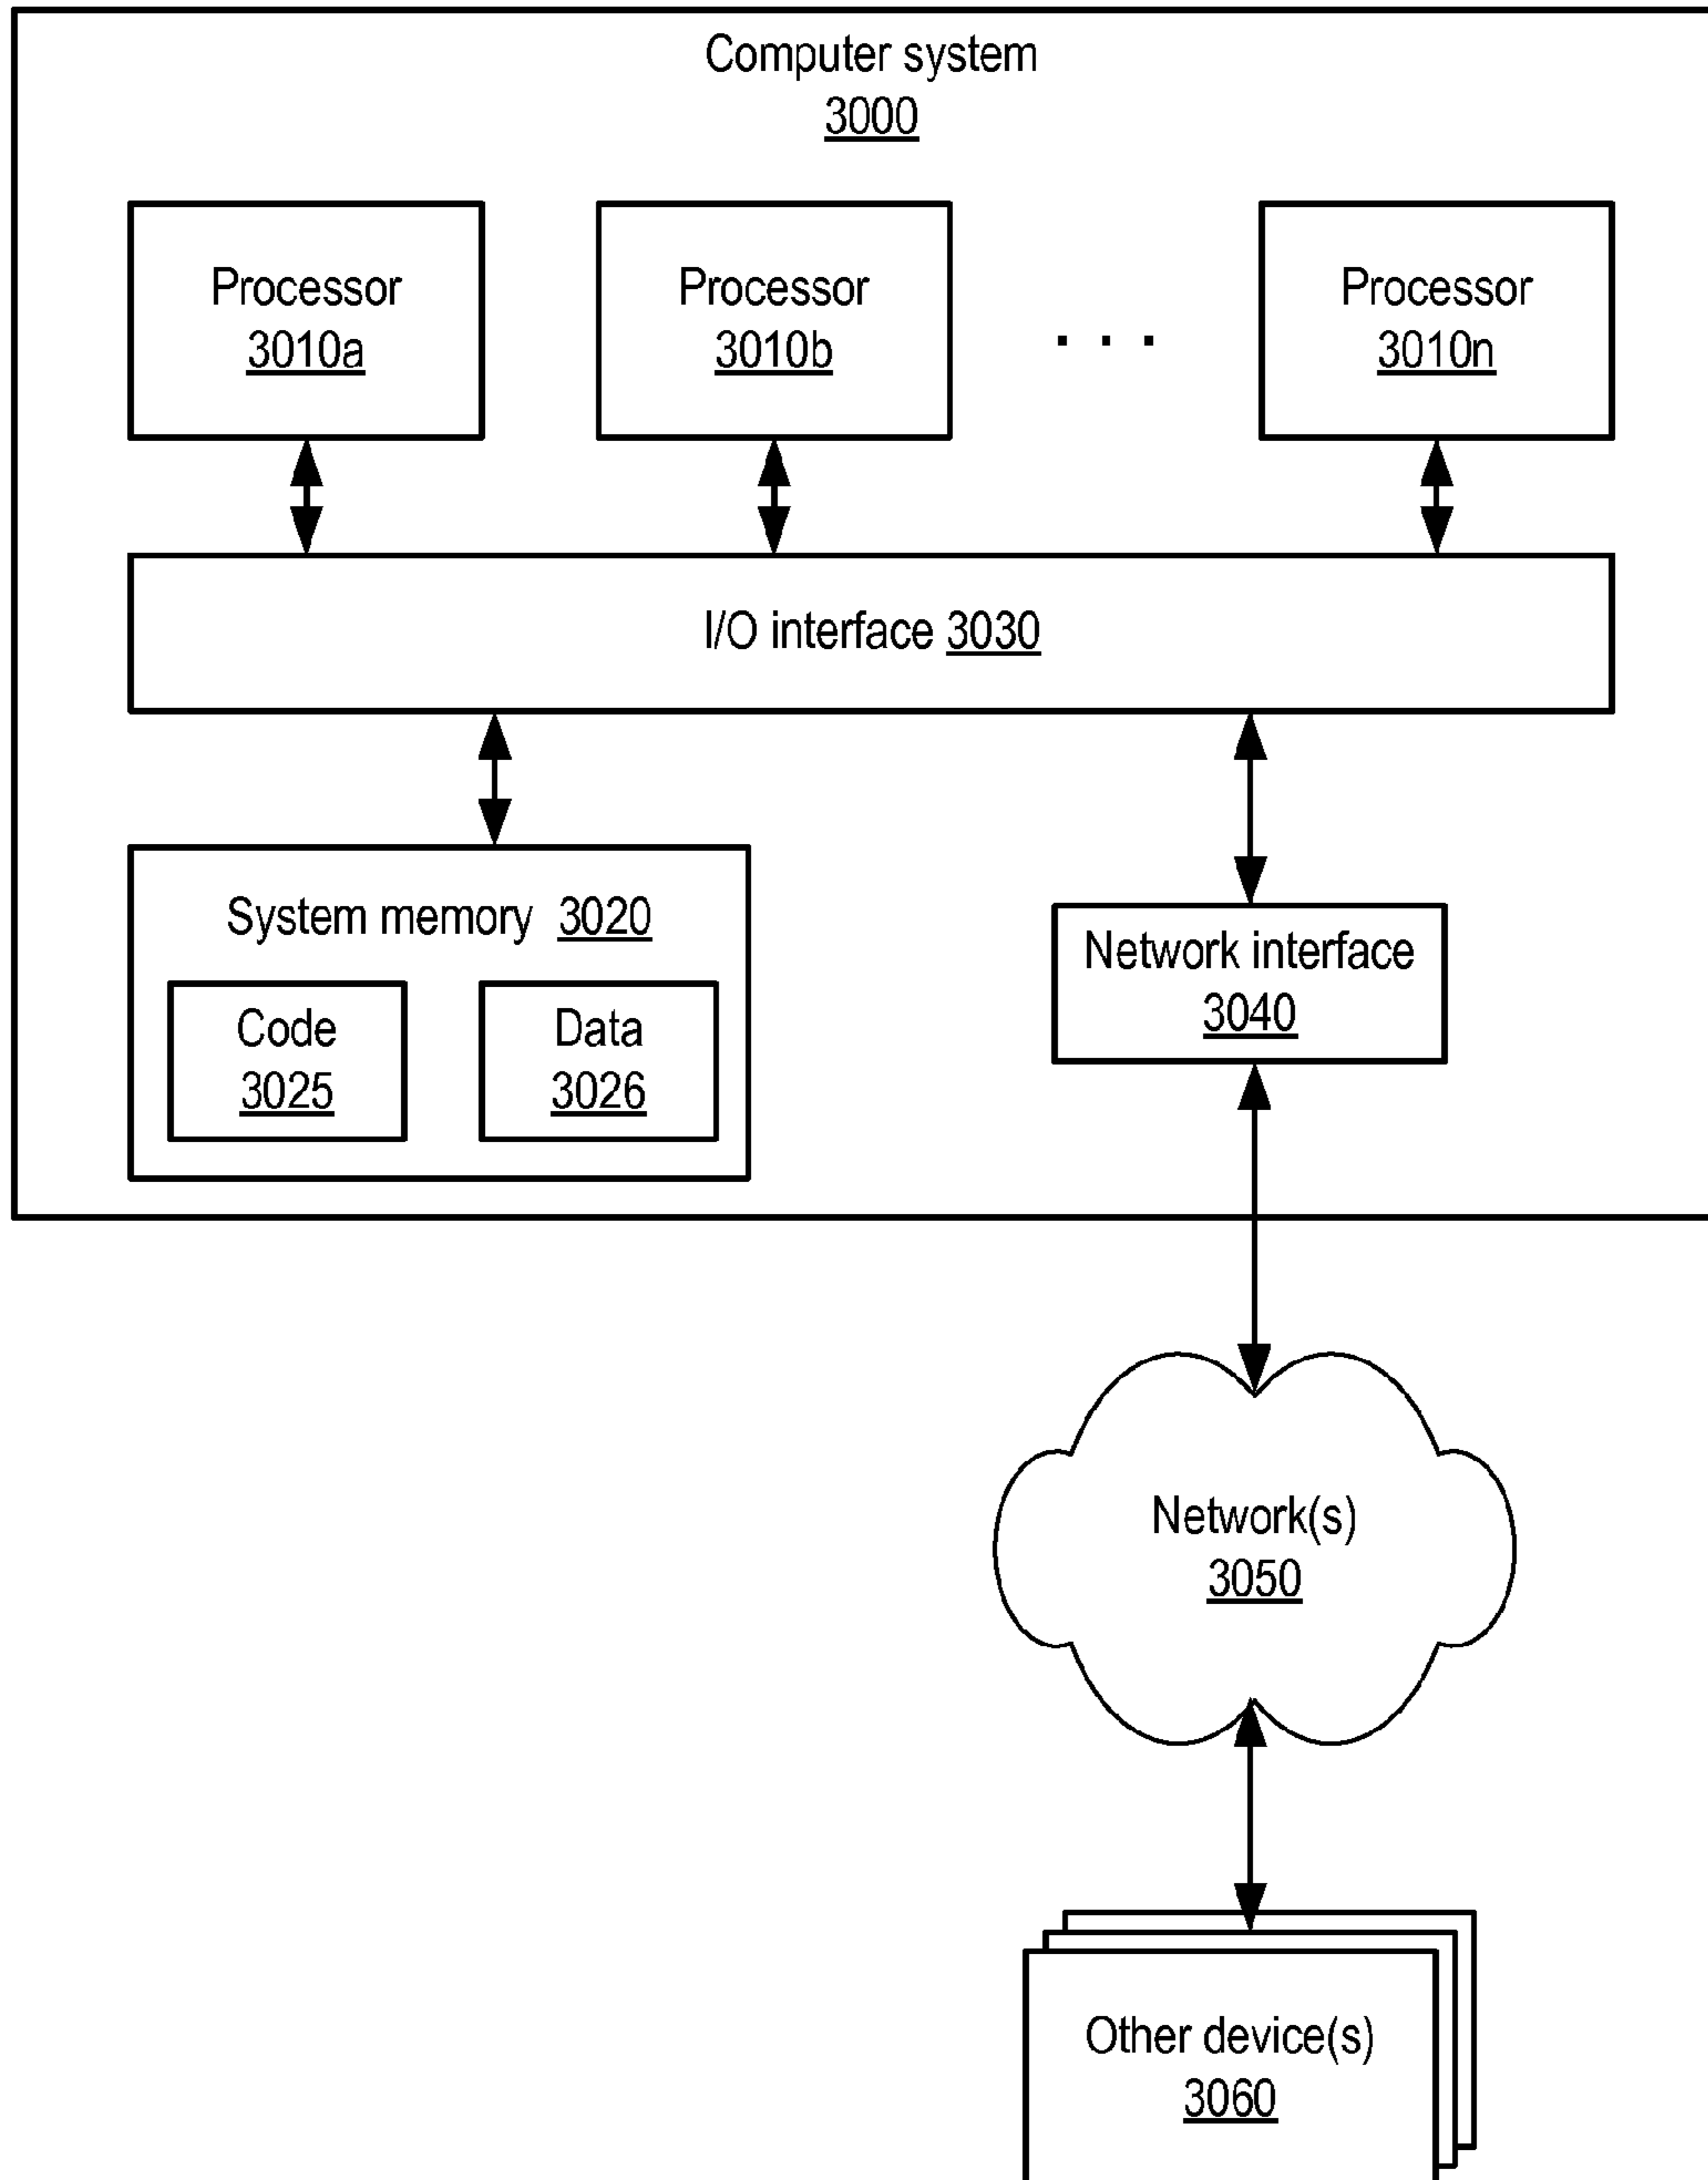 Computer system
3000
Processor
3010a
Processor
3010b
. . .
Processor
3010n
I/O interface 3030
System memory 3020
Code
3025
Data
3026
Network interface
3040
Network(s)
3050
Other device(s)
3060